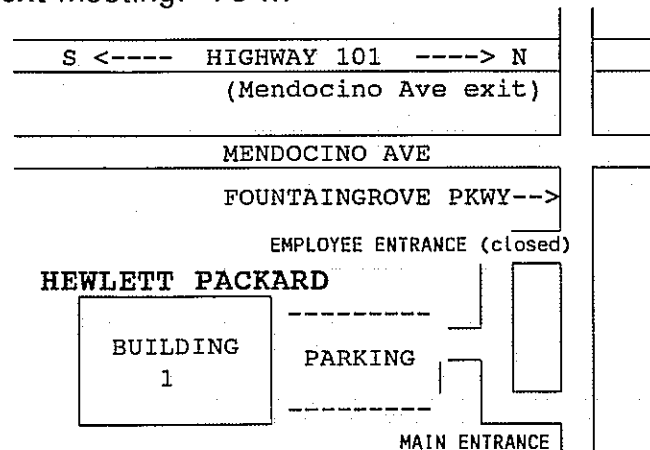 meeting.
S <---- HIGHWAY 101 ----> N
(Mendocino Ave exit)
MENDOCINO AVE
FOUNTAINGROVE PKWY-->
EMPLOYEE ENTRANCE (closed)
HEWLETT PACKARD
BUILDING
1
PARKING
MAIN ENTRANCE